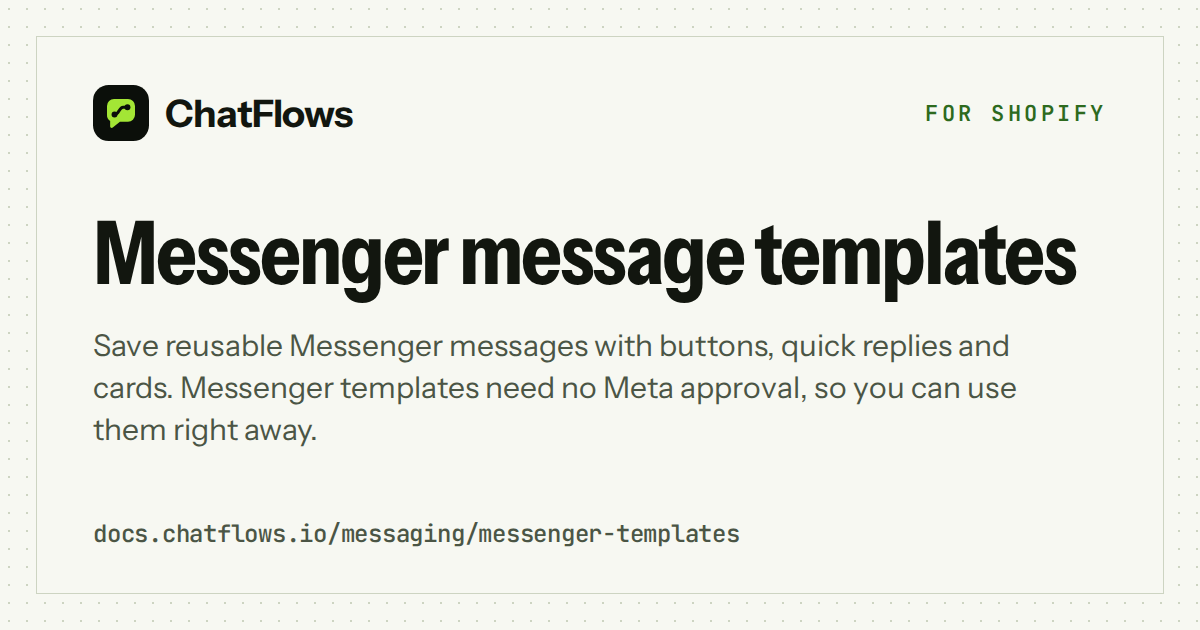 ChatFlows
FOR SHOPIFY
Messenger message templates
Save reusable Messenger messages with buttons, quick replies and
cards. Messenger templates need no Meta approval, so you can use
them right away.
docs.chatflows.io/messaging/messenger-templates